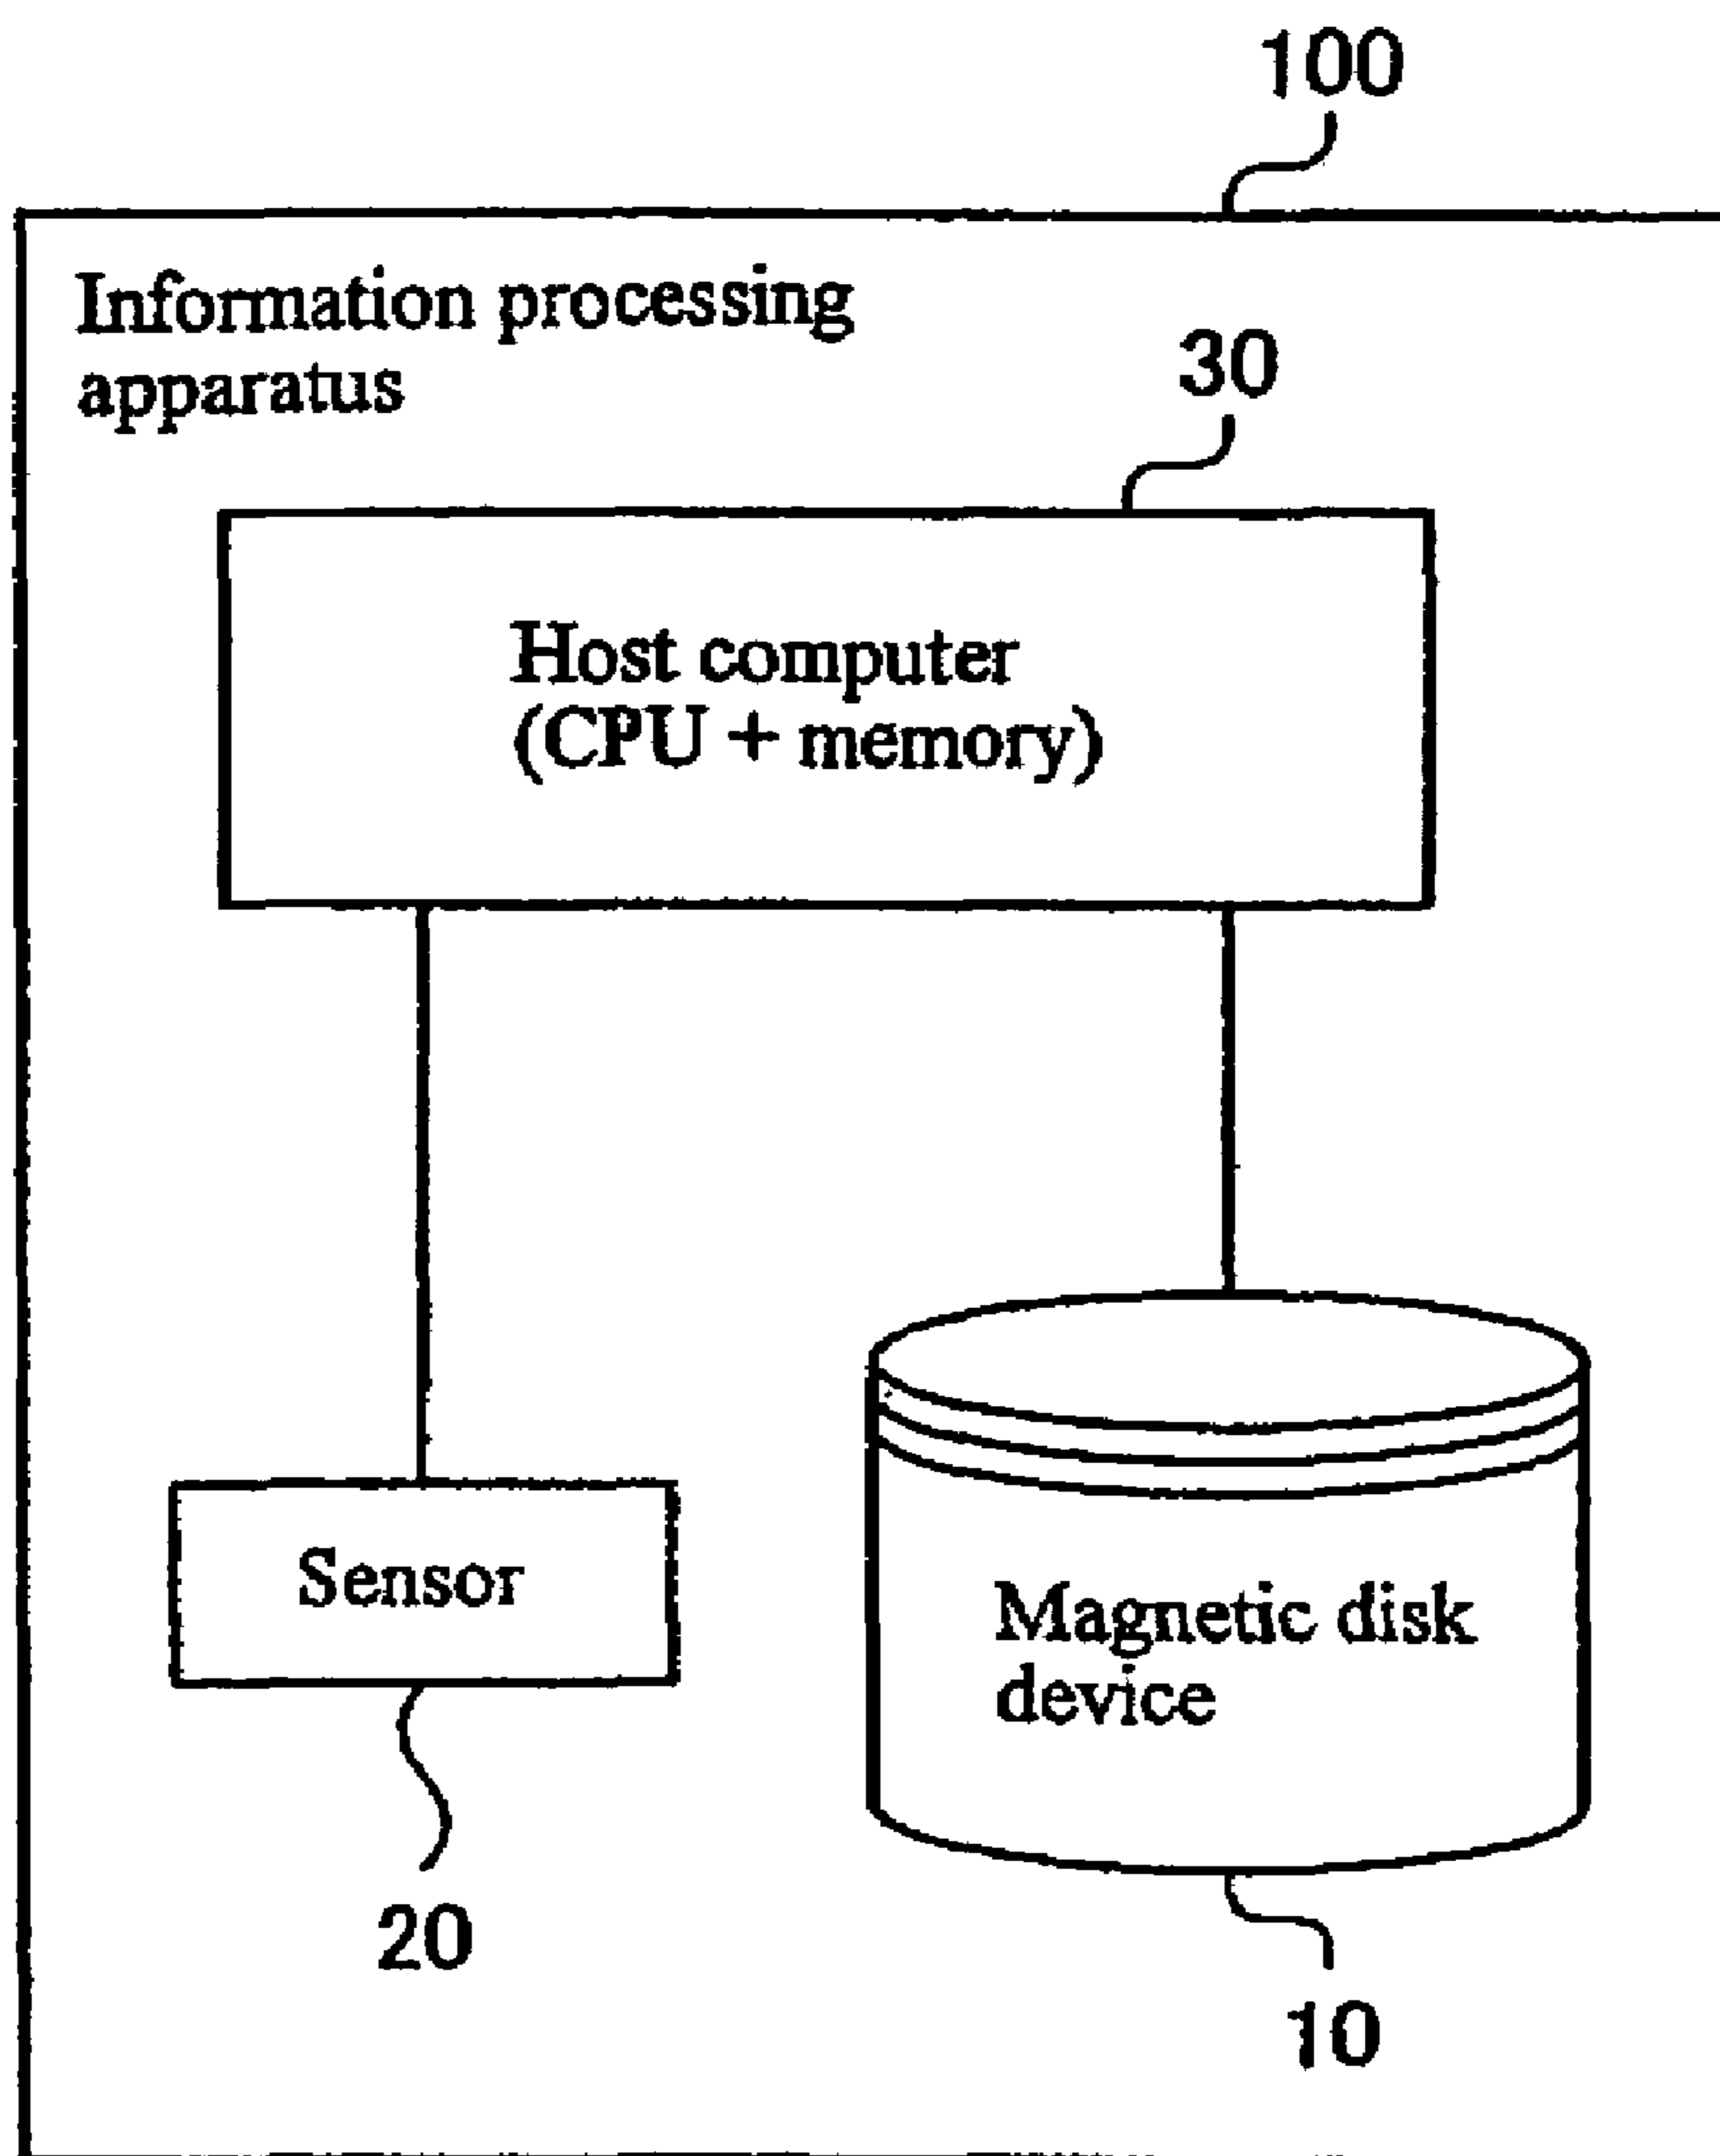 100
Information processing
apparatus
30
Host computer
(CPU + memory)
Sensor
Magnetic disk
device
20
10